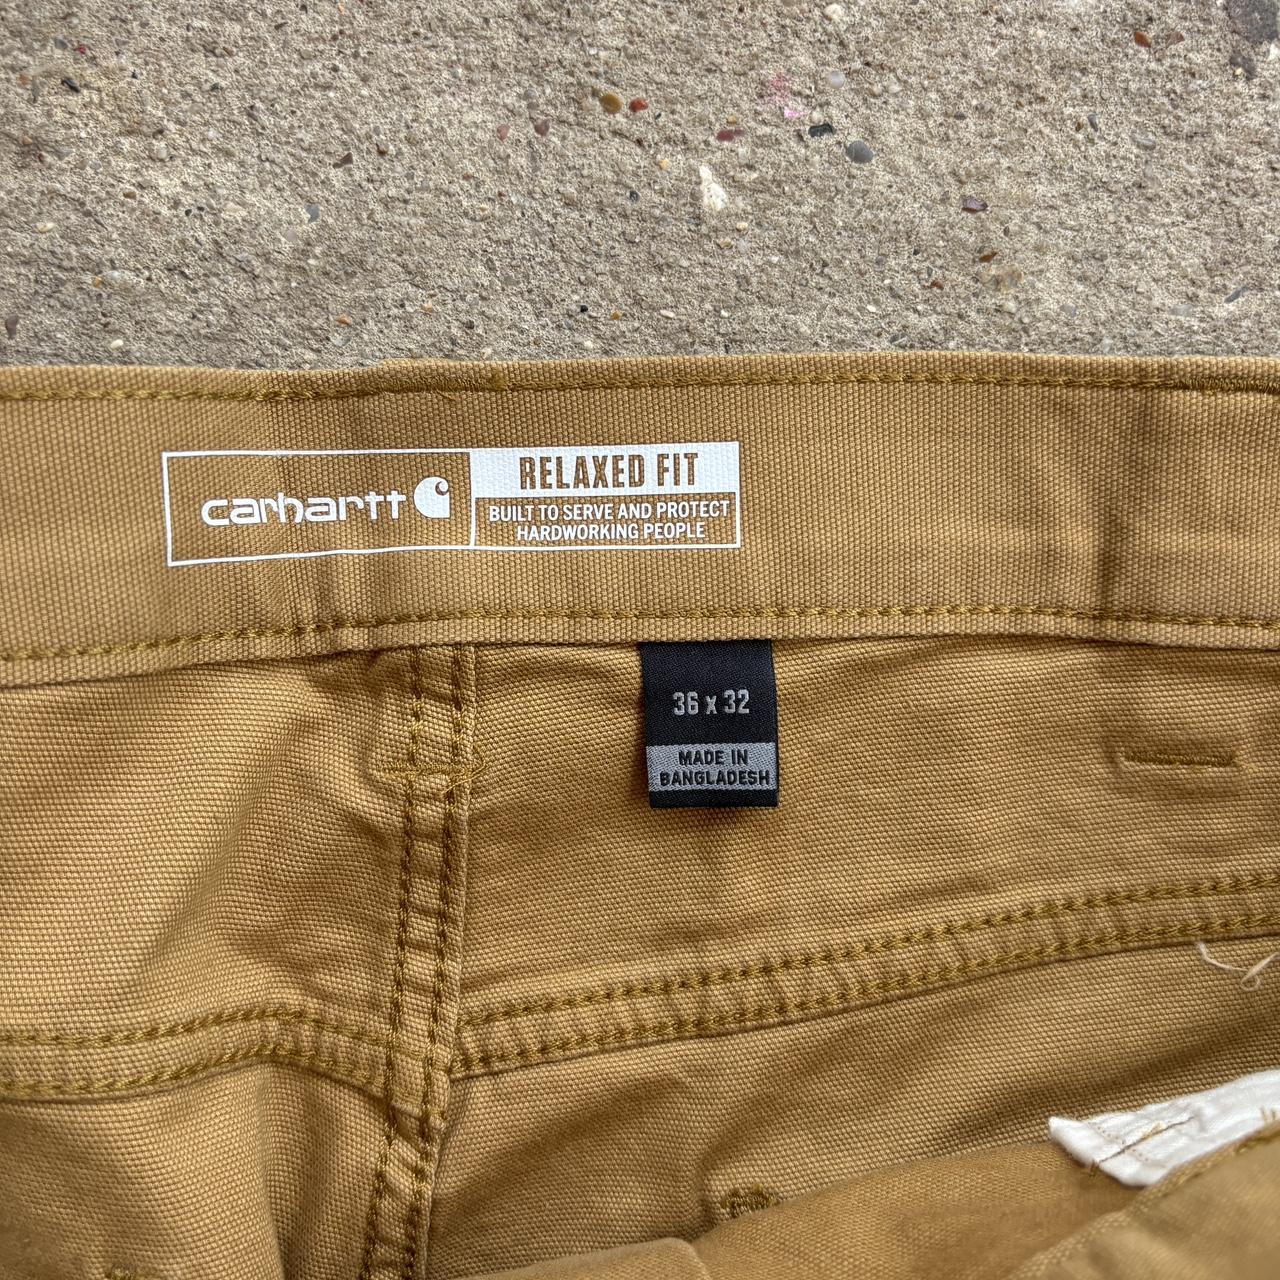 carhartt
RELAXED FIT
BUILT TO SERVE AND PROTECT
HARDWORKING PEOPLE
36 x 32
MADE IN
BANGLADESH